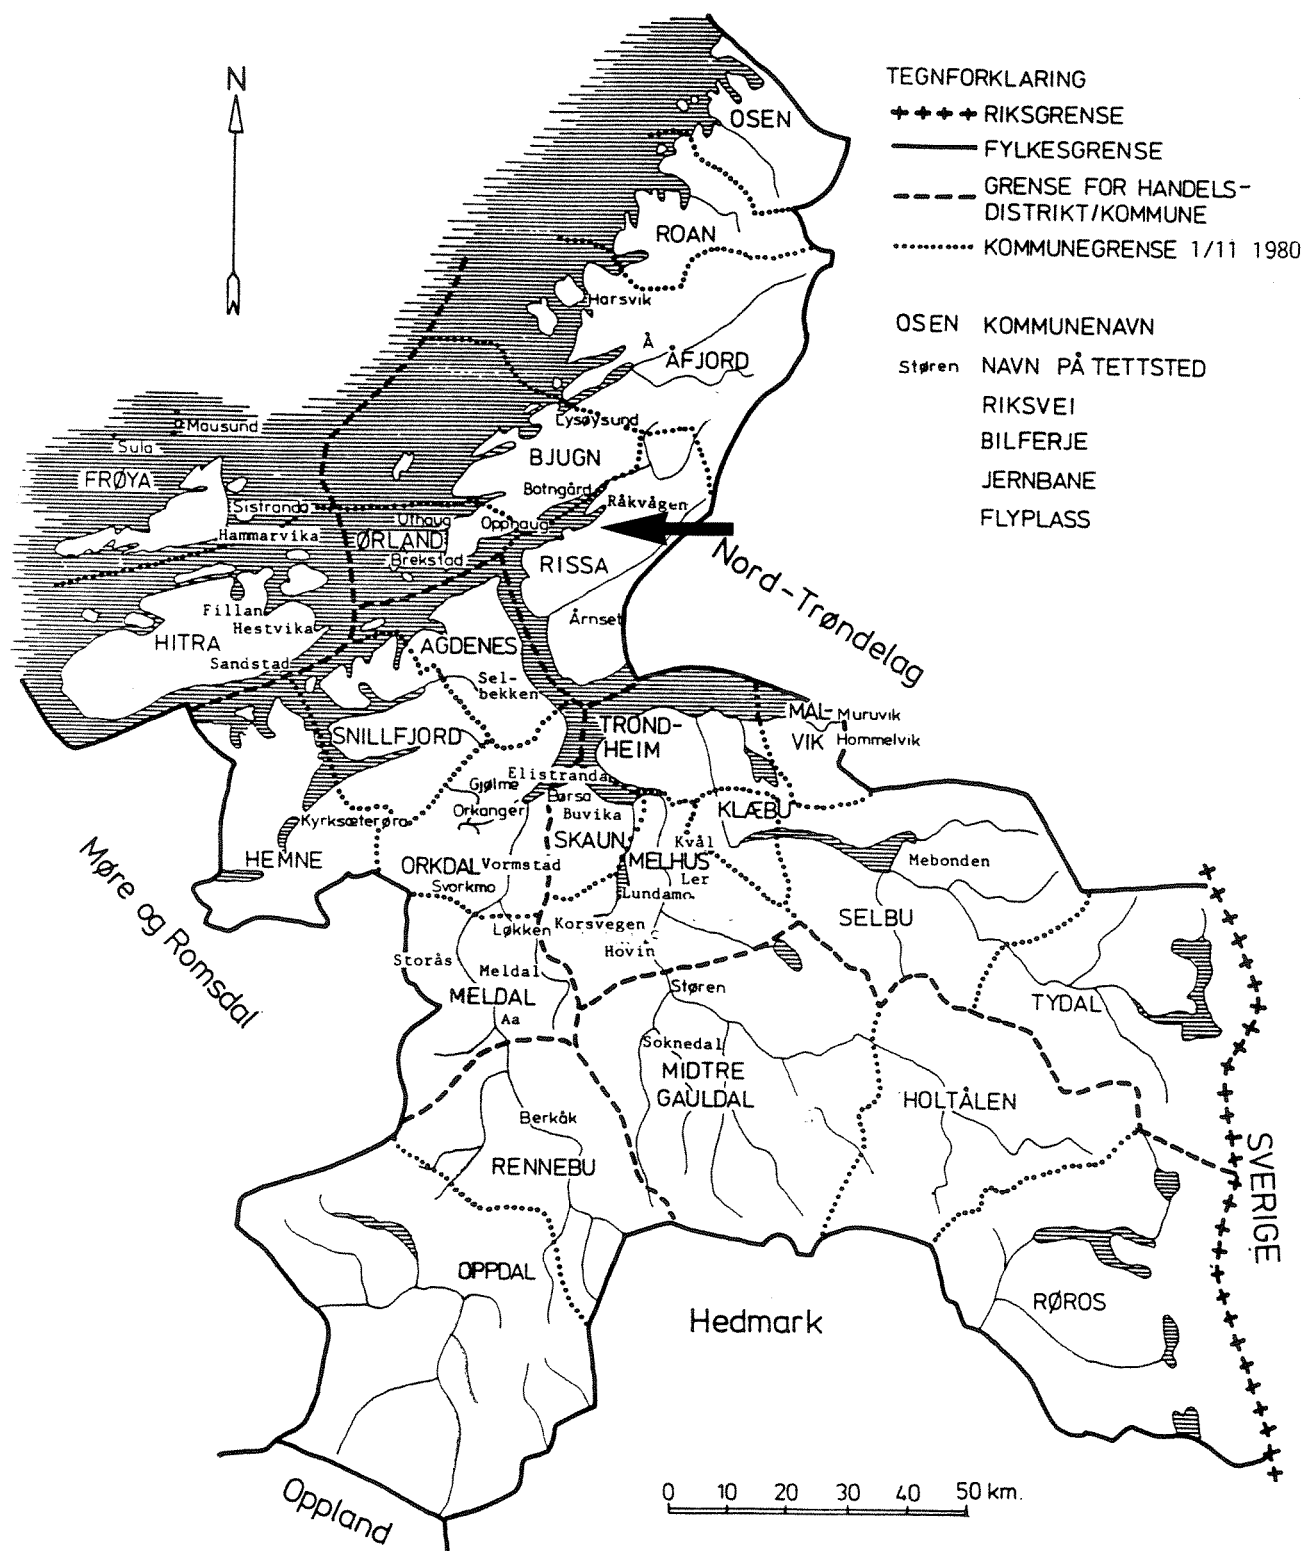 N
TEGNFORKLARING
RIKSGRENSE
FYLKESGRENSE
GRENSE FOR HANDELS-
DISTRIKT/KOMMUNE
KOMMUNEGRENSE 1/11 1980
OSEN KOMMUNENAVN
Støren NAVN PÅ TETTSTED
RIKSVEI
BILFERJE
JERNBANE
FLYPLASS
OSEN
ROAN
Harsvik
Å
ÅFJORD
Lysøysund
Mausund
Sula
FRØYA
BJUGN
Botngård
Råkvågen
Sistranda
Uthaug
Opphaug
Hammarvika
ØRLAND
Brekstad
RISSA
Nord-Trøndelag
Fillan
Hestvika
HITRA
Sandstad
Årnset
AGDENES
Sel-
bekken
SNILLFJORD
TROND-
HEIM
MAL-
VIK
Muruvik
Hommelvik
Elistranda
Gjølme
Børsa
Orkanger
Buvika
KLÆBU
Kyrksæterøra
SKAUN
Kvål
HEMNE
ORKDAL
Vormstad
MELHUS
Mebonden
Ler
Svorkmo
Lundamo
SELBU
Møre og Romsdal
Løkken
Korsvegen
Hovin
Storås
Meldal
MELDAL
Støren
TYDAL
Aa
Soknedal
MIDTRE
GAULDAL
HOLTÅLEN
Berkåk
RENNEBU
SVERIGE
OPPDAL
RØROS
Hedmark
Oppland
0 10 20 30 40 50 km.